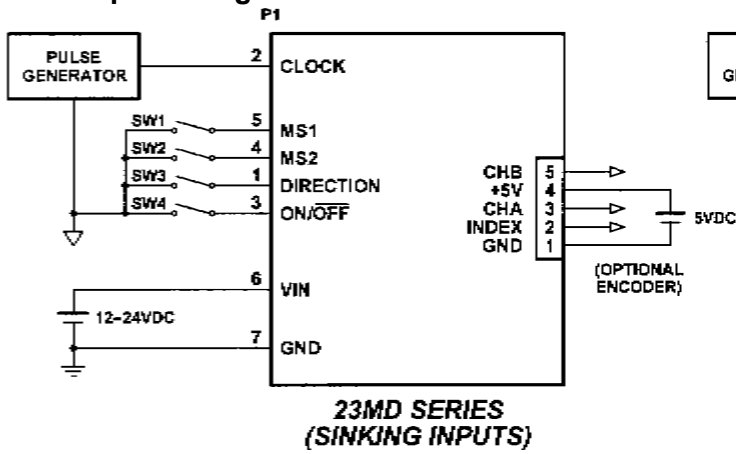 P1
PULSE
GENERATOR
2 CLOCK
SW1 5 MS1
SW2 4 MS2
SW3 1 DIRECTION
SW4 3 ON/OFF
6 VIN
12-24VDC
7 GND
CHB 5
+5V 4
CHA 3
INDEX 2
GND 1
5VDC
(OPTIONAL
ENCODER)
23MD SERIES
(SINKING INPUTS)